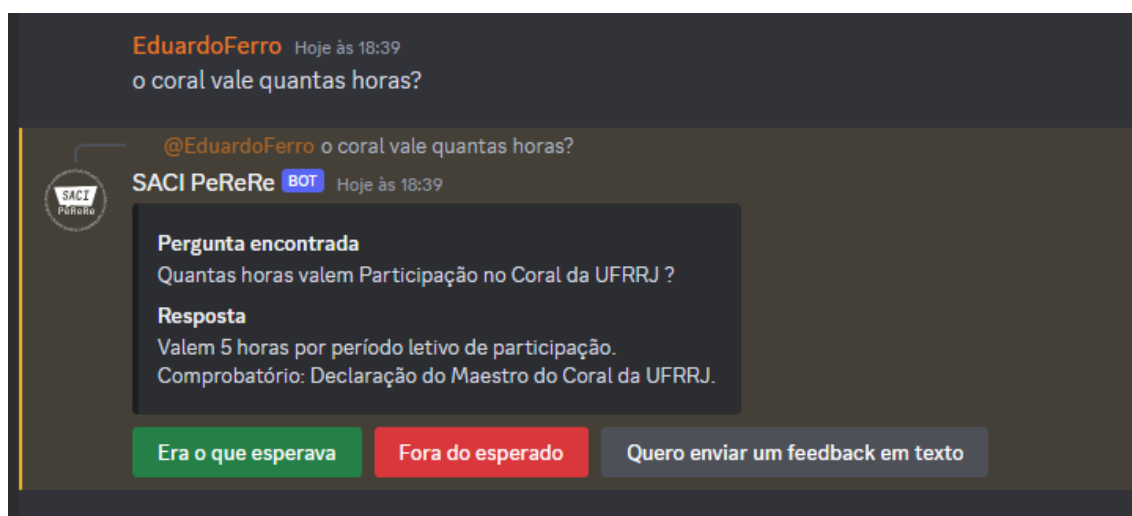 EduardoFerro Hoje às 18:39
o coral vale quantas horas?
@EduardoFerro o coral vale quantas horas?
SACI PeReRe BOT Hoje às 18:39
SACI
PeReRe
Pergunta encontrada
Quantas horas valem Participação no Coral da UFRRJ ?
Resposta
Valem 5 horas por período letivo de participação.
Comprobatório: Declaração do Maestro do Coral da UFRRJ.
Era o que esperava Fora do esperado Quero enviar um feedback em texto